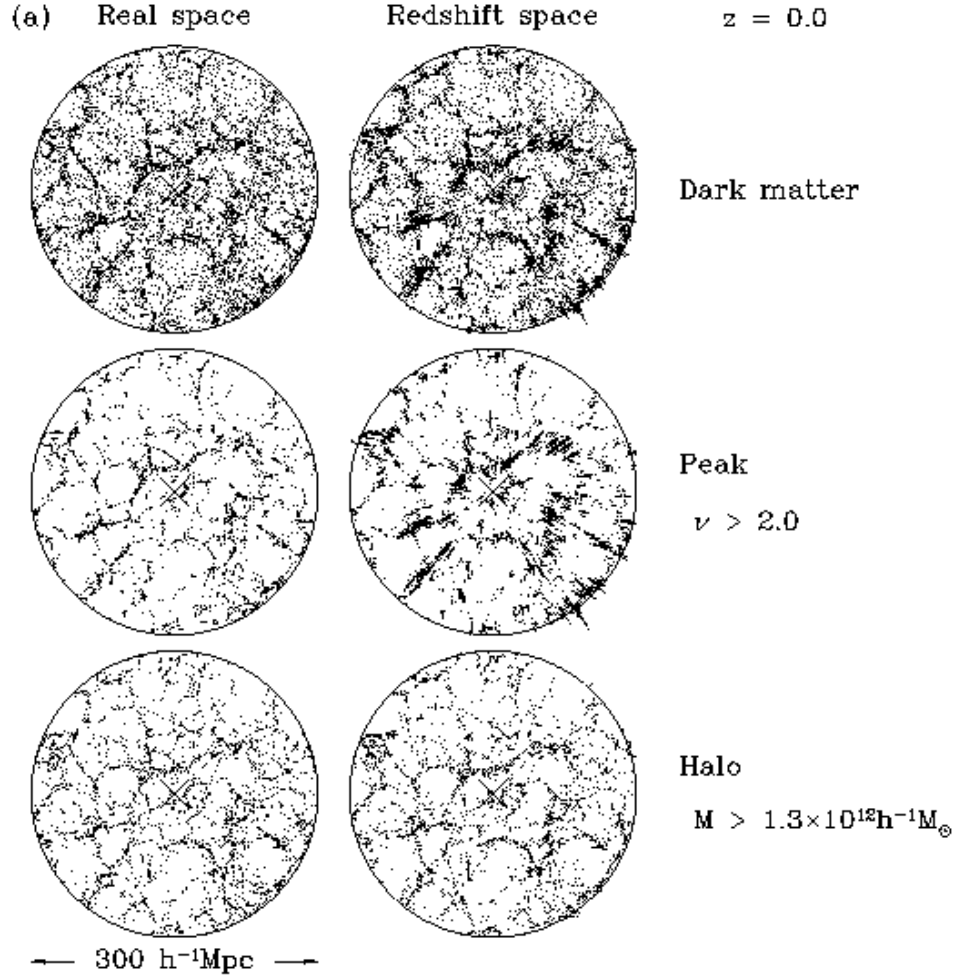 (a) Real space Redshift space z = 0.0
Dark matter
Peak
ν > 2.0
Halo
M > 1.3×10¹²h⁻¹M⊙
300 h⁻¹Mpc